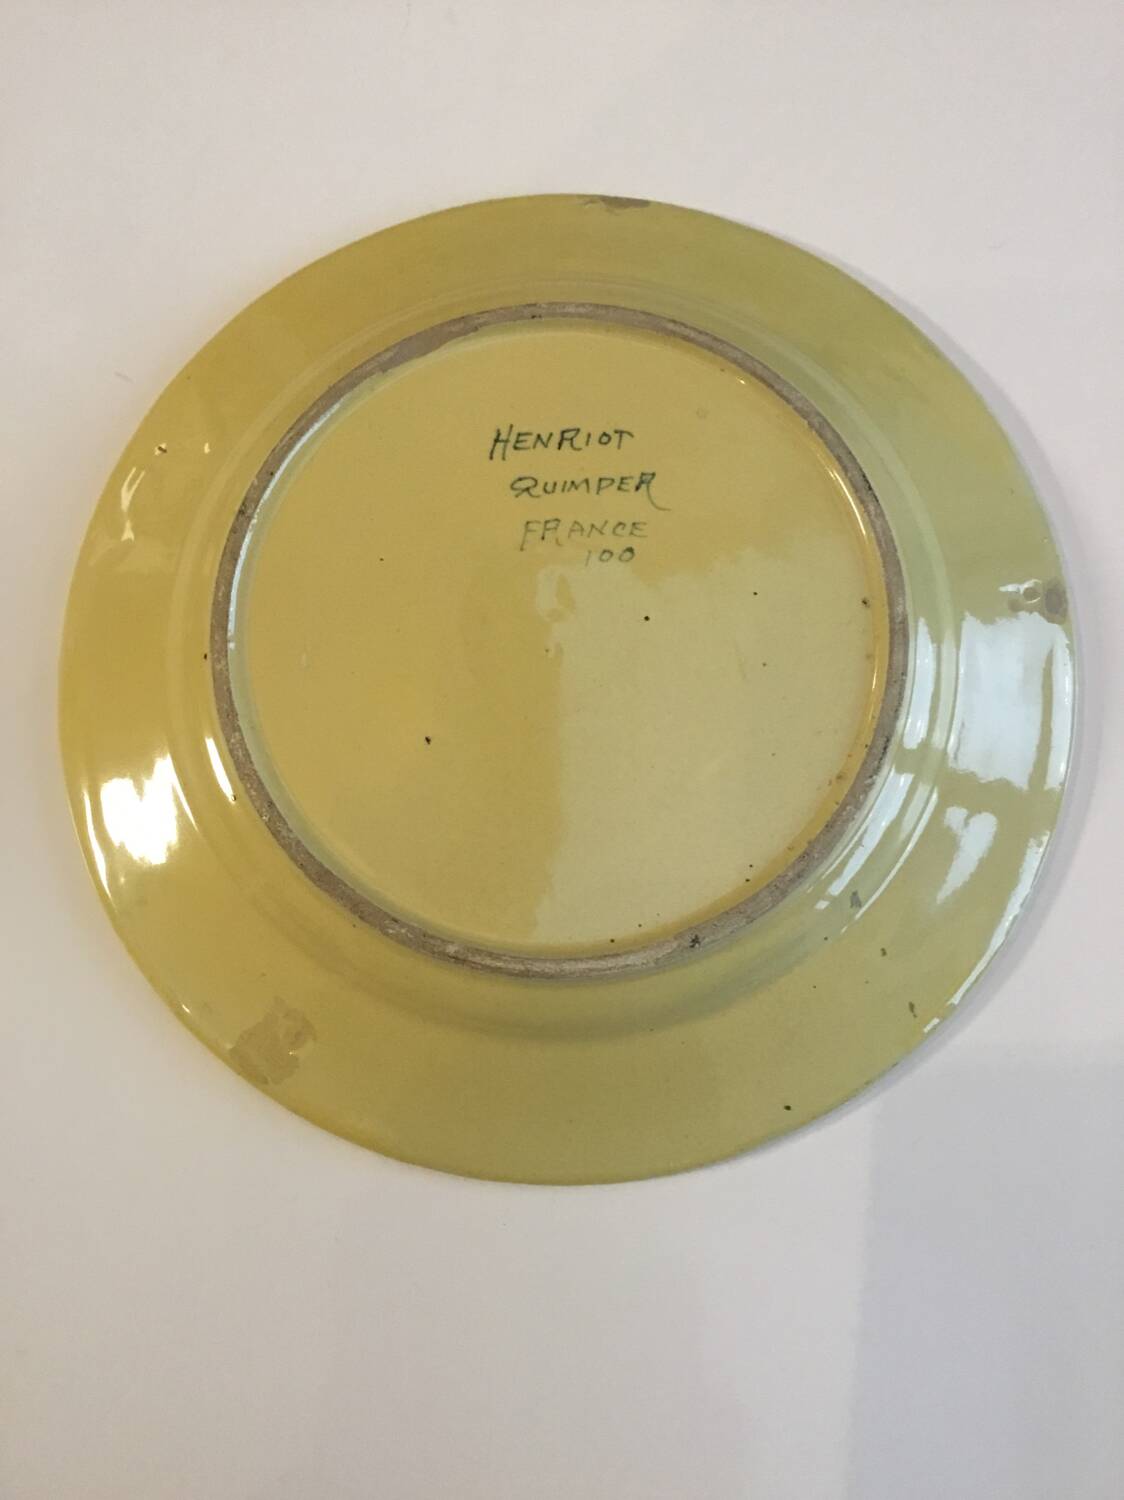 HENRIOT
QUIMPER
FRANCE
100